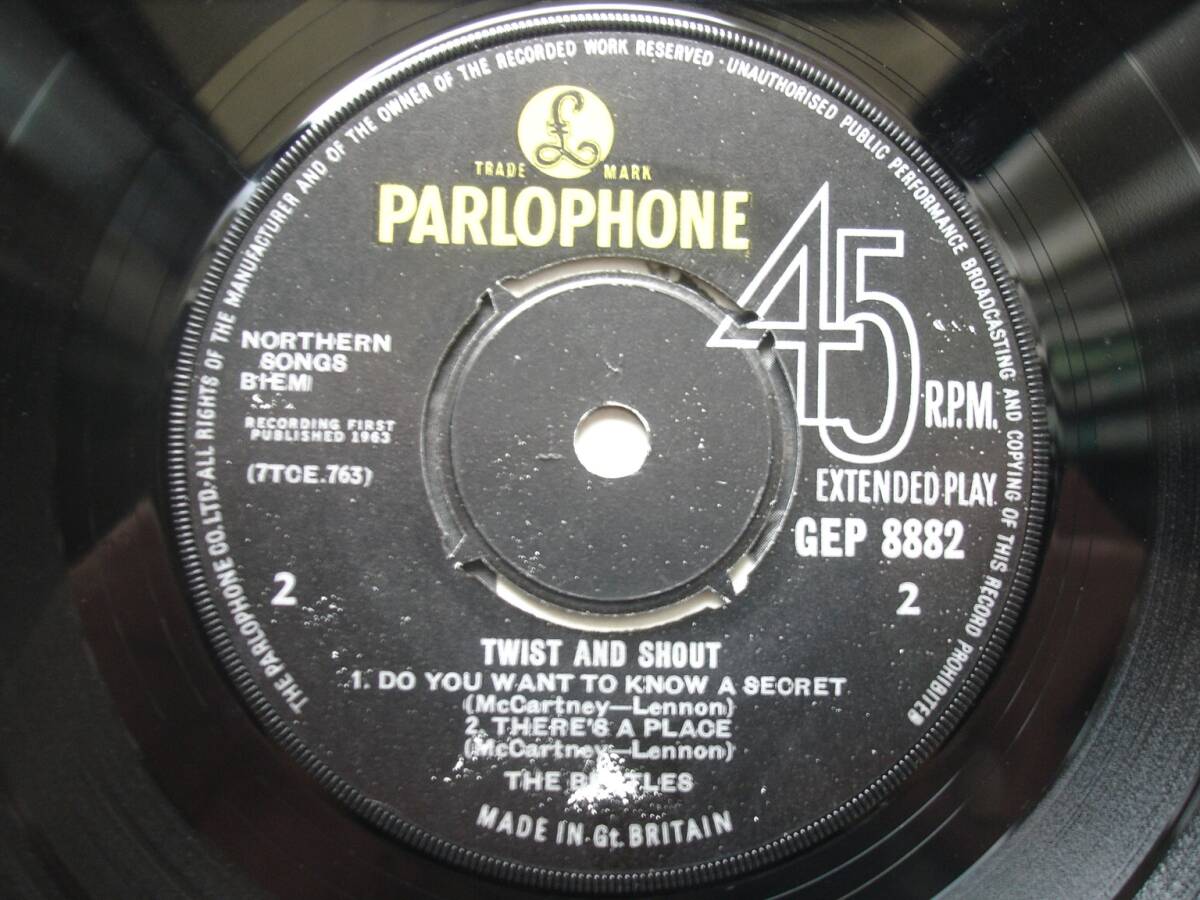 THE PARLOPHONE CO. LTD· ALL RIGHTS OF THE MANUFACTURER AND OF THE OWNER OF THE RECORDED WORK RESERVED · UNAUTHORISED PUBLIC PERFORMANCE BROADCASTING AND COPYING OF THIS RECORD PROHIBITED
£
TRADE MARK
PARLOPHONE
45
R.P.M.
EXTENDED PLAY
GEP 8882
NORTHERN
SONGS
BIEM
RECORDING FIRST
PUBLISHED 1963
(7TCE.763)
2
2
TWIST AND SHOUT
1. DO YOU WANT TO KNOW A SECRET
(McCartney—Lennon)
2. THERE'S A PLACE
(McCartney—Lennon)
THE BEATLES
MADE IN Gt. BRITAIN